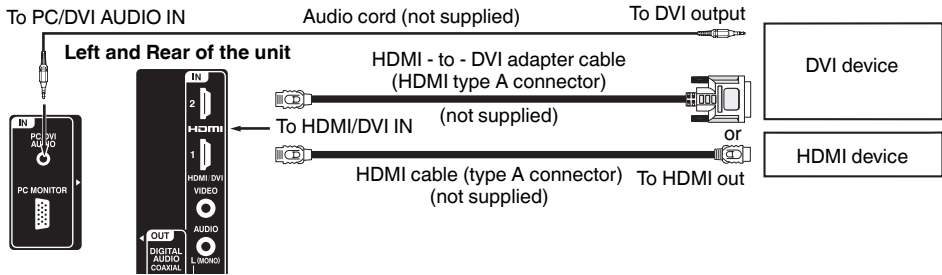 To PC/DVI AUDIO IN
Audio cord (not supplied)
To DVI output
Left and Rear of the unit
HDMI - to - DVI adapter cable
(HDMI type A connector)
(not supplied)
DVI device
To HDMI/DVI IN
or
HDMI device
HDMI cable (type A connector)
(not supplied)
To HDMI out
IN
PC/DVI
AUDIO
PC MONITOR
IN
2
HDMI
1
HDMI/DVI
VIDEO
AUDIO
L (MONO)
OUT
DIGITAL
AUDIO
COAXIAL